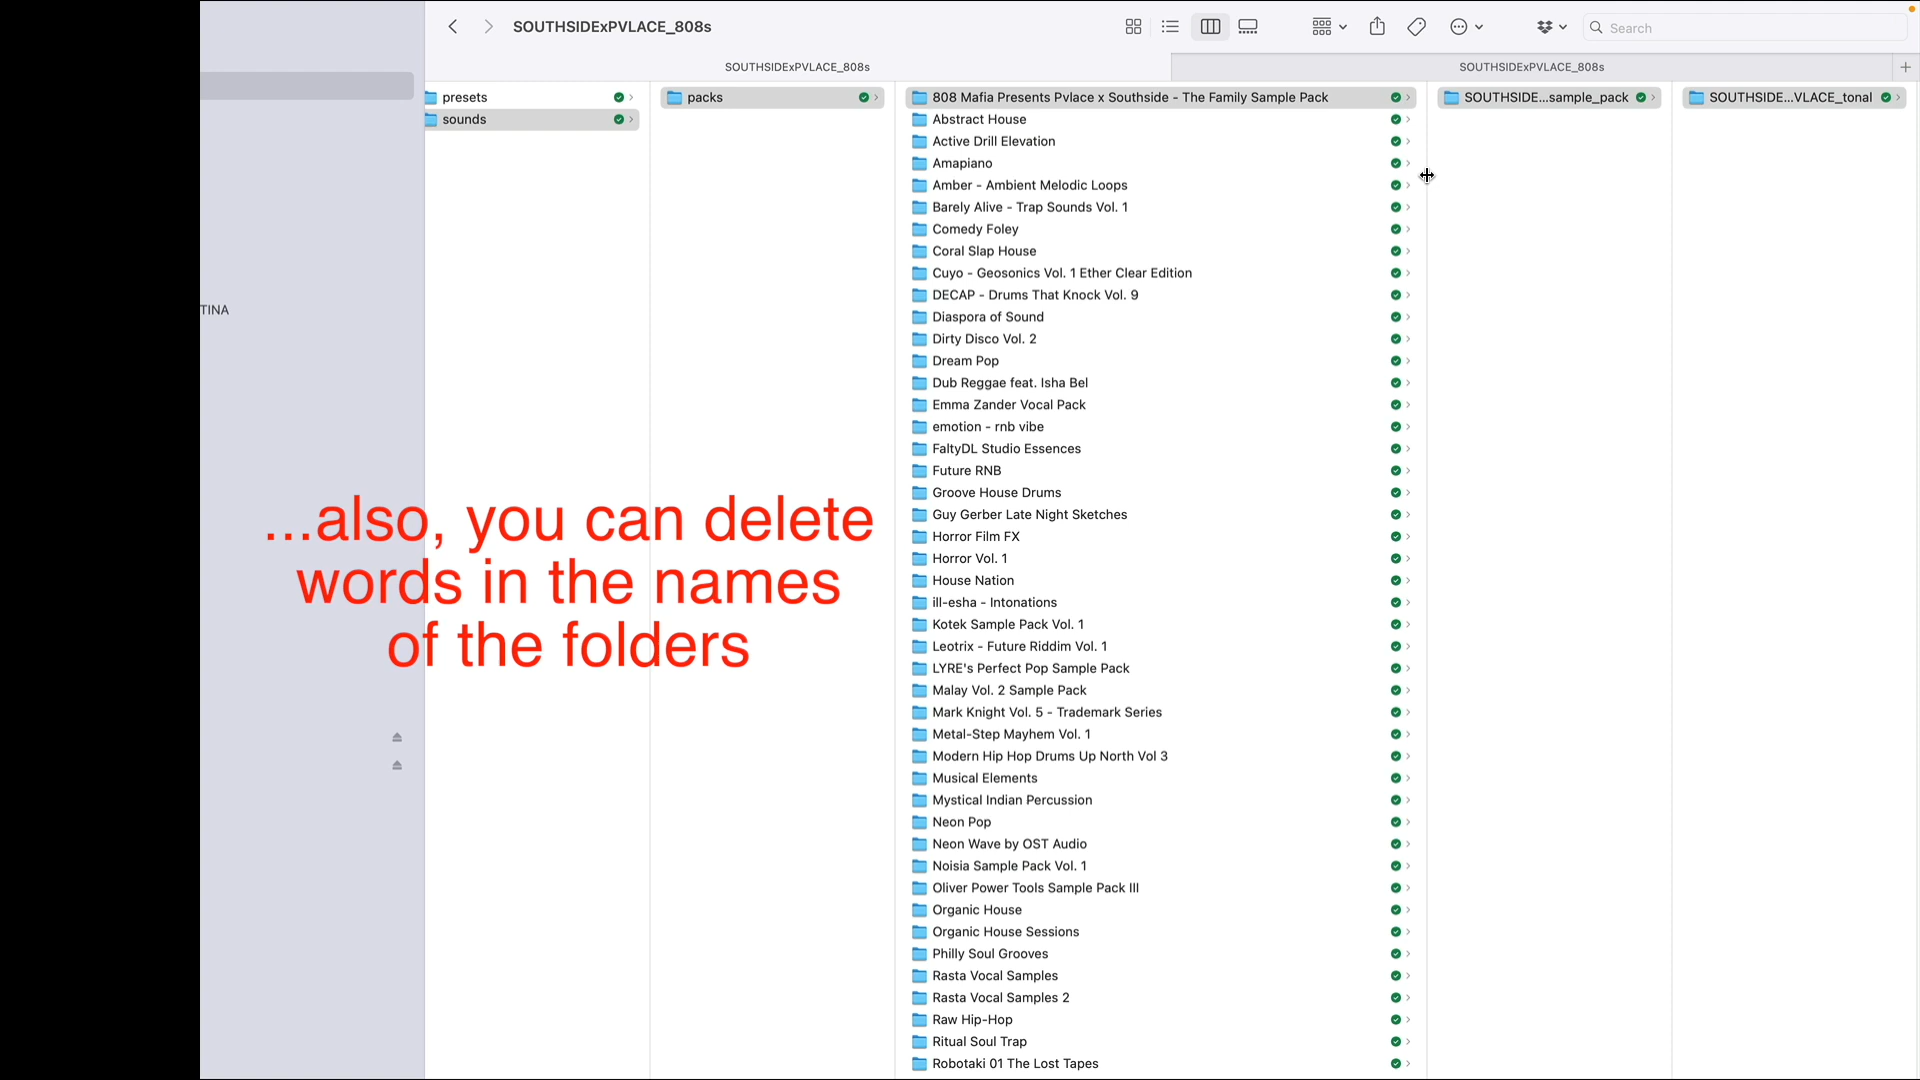 SOUTHSIDExPVLACE_808s
Search
SOUTHSIDExPVLACE_808s
SOUTHSIDExPVLACE_808s
TINA
presets
sounds
packs
808 Mafia Presents Pvlace x Southside - The Family Sample Pack
Abstract House
Active Drill Elevation
Amapiano
Amber - Ambient Melodic Loops
Barely Alive - Trap Sounds Vol. 1
Comedy Foley
Coral Slap House
Cuyo - Geosonics Vol. 1 Ether Clear Edition
DECAP - Drums That Knock Vol. 9
Diaspora of Sound
Dirty Disco Vol. 2
Dream Pop
Dub Reggae feat. Isha Bel
Emma Zander Vocal Pack
emotion - rnb vibe
FaltyDL Studio Essences
Future RNB
Groove House Drums
Guy Gerber Late Night Sketches
Horror Film FX
Horror Vol. 1
House Nation
ill-esha - Intonations
Kotek Sample Pack Vol. 1
Leotrix - Future Riddim Vol. 1
LYRE's Perfect Pop Sample Pack
Malay Vol. 2 Sample Pack
Mark Knight Vol. 5 - Trademark Series
Metal-Step Mayhem Vol. 1
Modern Hip Hop Drums Up North Vol 3
Musical Elements
Mystical Indian Percussion
Neon Pop
Neon Wave by OST Audio
Noisia Sample Pack Vol. 1
Oliver Power Tools Sample Pack III
Organic House
Organic House Sessions
Philly Soul Grooves
Rasta Vocal Samples
Rasta Vocal Samples 2
Raw Hip-Hop
Ritual Soul Trap
Robotaki 01 The Lost Tapes
SOUTHSIDE...sample_pack
SOUTHSIDE...VLACE_tonal
...also, you can delete
words in the names
of the folders